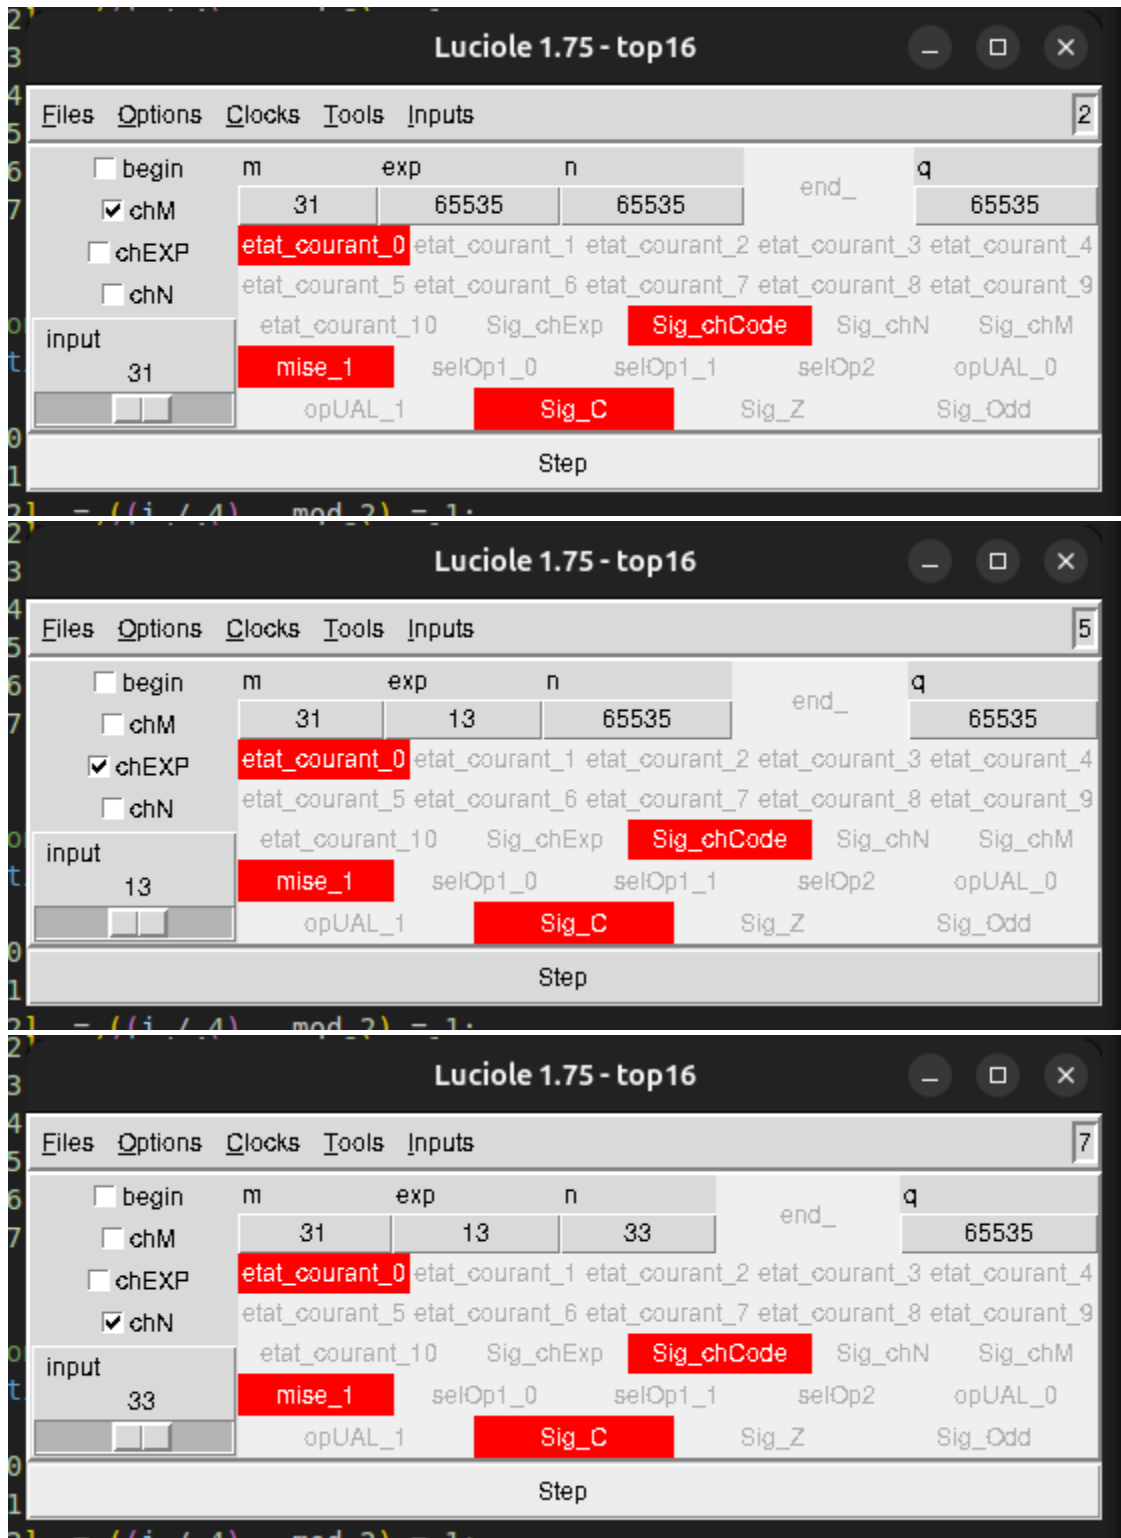 Luciole 1.75 - top16
Files Options Clocks Tools Inputs 2
begin m exp n end_ q
chM 31 65535 65535 65535
chEXP etat_courant_0 etat_courant_1 etat_courant_2 etat_courant_3 etat_courant_4
chN etat_courant_5 etat_courant_6 etat_courant_7 etat_courant_8 etat_courant_9
input etat_courant_10 Sig_chExp Sig_chCode Sig_chN Sig_chM
31 mise_1 selOp1_0 selOp1_1 selOp2 opUAL_0
opUAL_1 Sig_C Sig_Z Sig_Odd
Step
Luciole 1.75 - top16
Files Options Clocks Tools Inputs 5
begin m exp n end_ q
chM 31 13 65535 65535
chEXP etat_courant_0 etat_courant_1 etat_courant_2 etat_courant_3 etat_courant_4
chN etat_courant_5 etat_courant_6 etat_courant_7 etat_courant_8 etat_courant_9
input etat_courant_10 Sig_chExp Sig_chCode Sig_chN Sig_chM
13 mise_1 selOp1_0 selOp1_1 selOp2 opUAL_0
opUAL_1 Sig_C Sig_Z Sig_Odd
Step
Luciole 1.75 - top16
Files Options Clocks Tools Inputs 7
begin m exp n end_ q
chM 31 13 33 65535
chEXP etat_courant_0 etat_courant_1 etat_courant_2 etat_courant_3 etat_courant_4
chN etat_courant_5 etat_courant_6 etat_courant_7 etat_courant_8 etat_courant_9
input etat_courant_10 Sig_chExp Sig_chCode Sig_chN Sig_chM
33 mise_1 selOp1_0 selOp1_1 selOp2 opUAL_0
opUAL_1 Sig_C Sig_Z Sig_Odd
Step